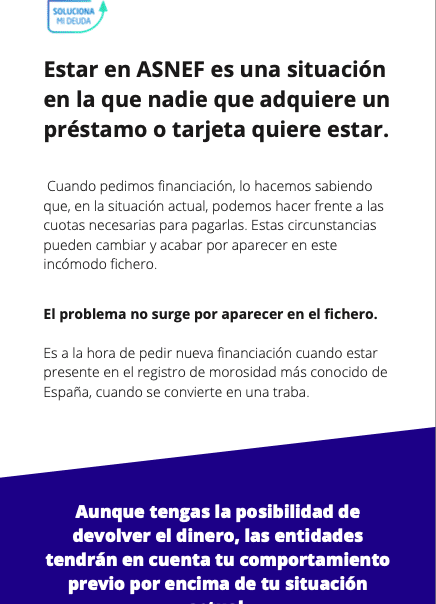 SOLUCIONA
MI DEUDA
Estar en ASNEF es una situación
en la que nadie que adquiere un
préstamo o tarjeta quiere estar.
Cuando pedimos financiación, lo hacemos sabiendo
que, en la situación actual, podemos hacer frente a las
cuotas necesarias para pagarlas. Estas circunstancias
pueden cambiar y acabar por aparecer en este
incómodo fichero.
El problema no surge por aparecer en el fichero.
Es a la hora de pedir nueva financiación cuando estar
presente en el registro de morosidad más conocido de
España, cuando se convierte en una traba.
Aunque tengas la posibilidad de
devolver el dinero, las entidades
tendrán en cuenta tu comportamiento
previo por encima de tu situación